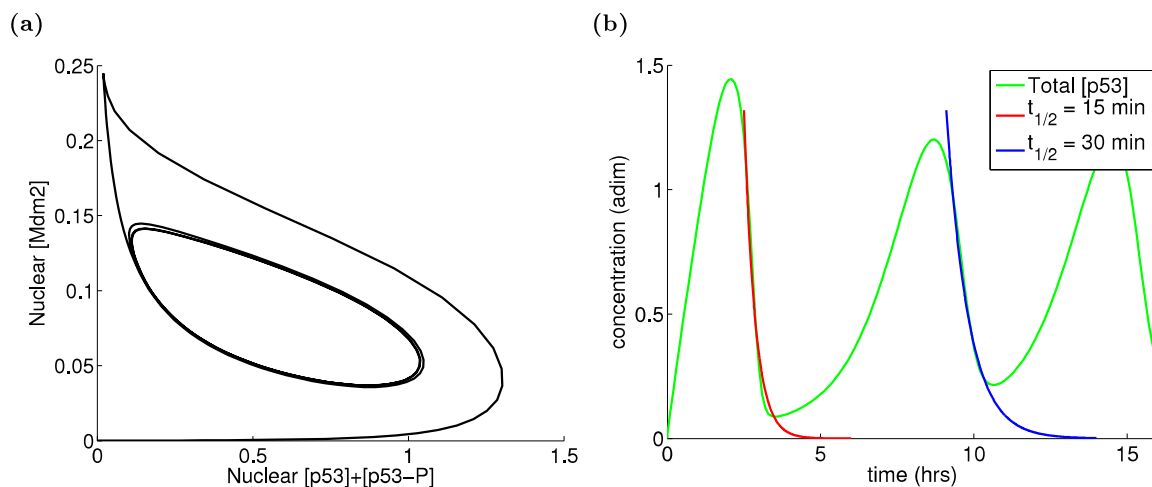 (a)
0.25
0.2
0.15
0.1
0.05
0
0
0.5
1
1.5
Nuclear [Mdm2]
Nuclear [p53]+[p53−P]
(b)
1.5
1
0.5
0
0
5
10
15
concentration (adim)
time (hrs)
Total [p53]
t1/2 = 15 min
t1/2 = 30 min